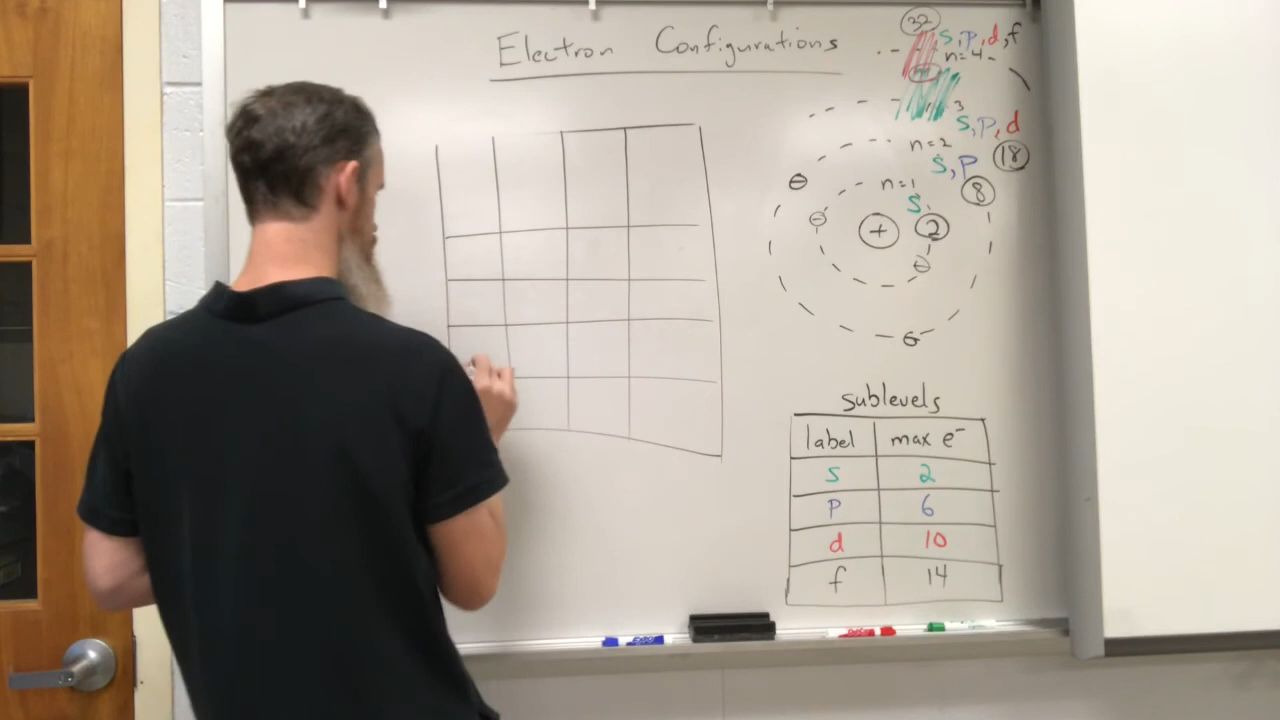 Electron Configurations
32
s, p, d, f
n=4
3
s, p, d
18
n=2
s, p
8
n=1
s
+
2
sublevels
label max e⁻
s 2
p 6
d 10
f 14